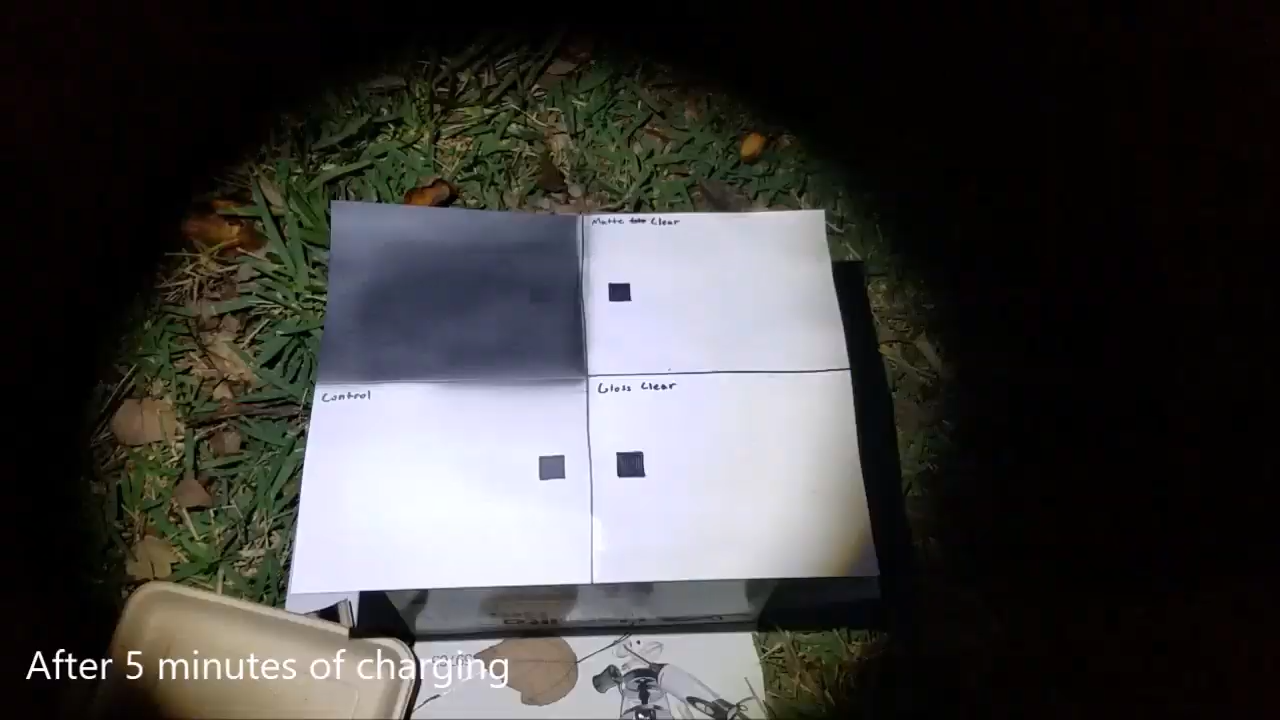 Matte Clear
Control
Gloss Clear
After 5 minutes of charging